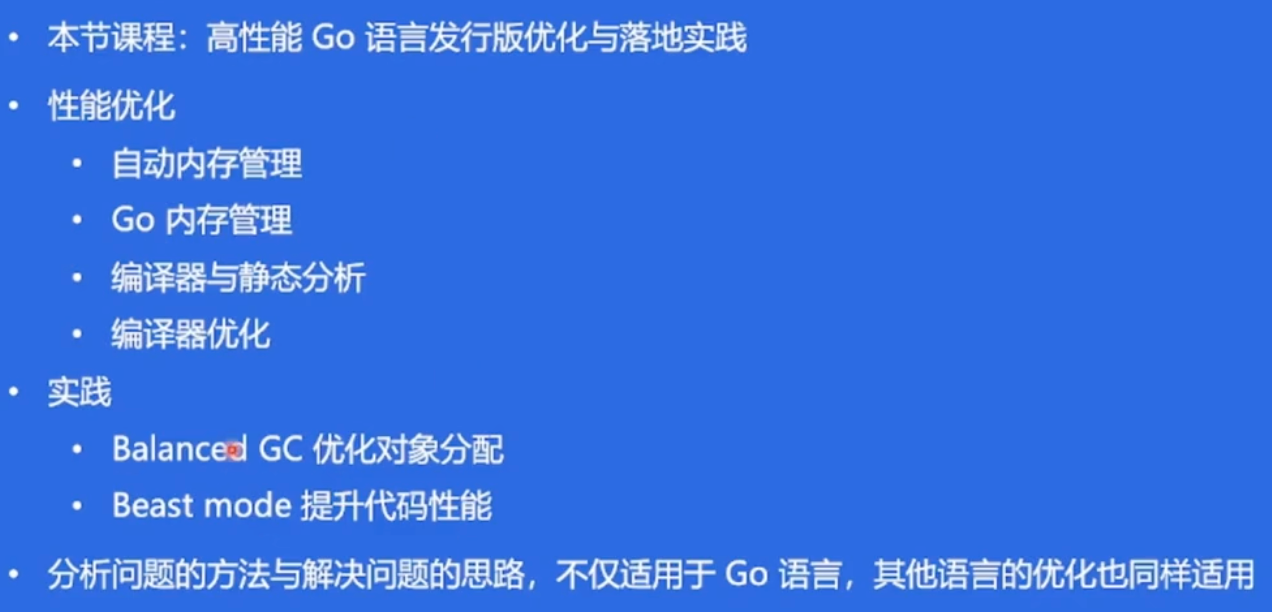 • 本节课程：高性能 Go 语言发行版优化与落地实践
• 性能优化
• 自动内存管理
• Go 内存管理
• 编译器与静态分析
• 编译器优化
• 实践
• Balanced GC 优化对象分配
• Beast mode 提升代码性能
• 分析问题的方法与解决问题的思路，不仅适用于 Go 语言，其他语言的优化也同样适用